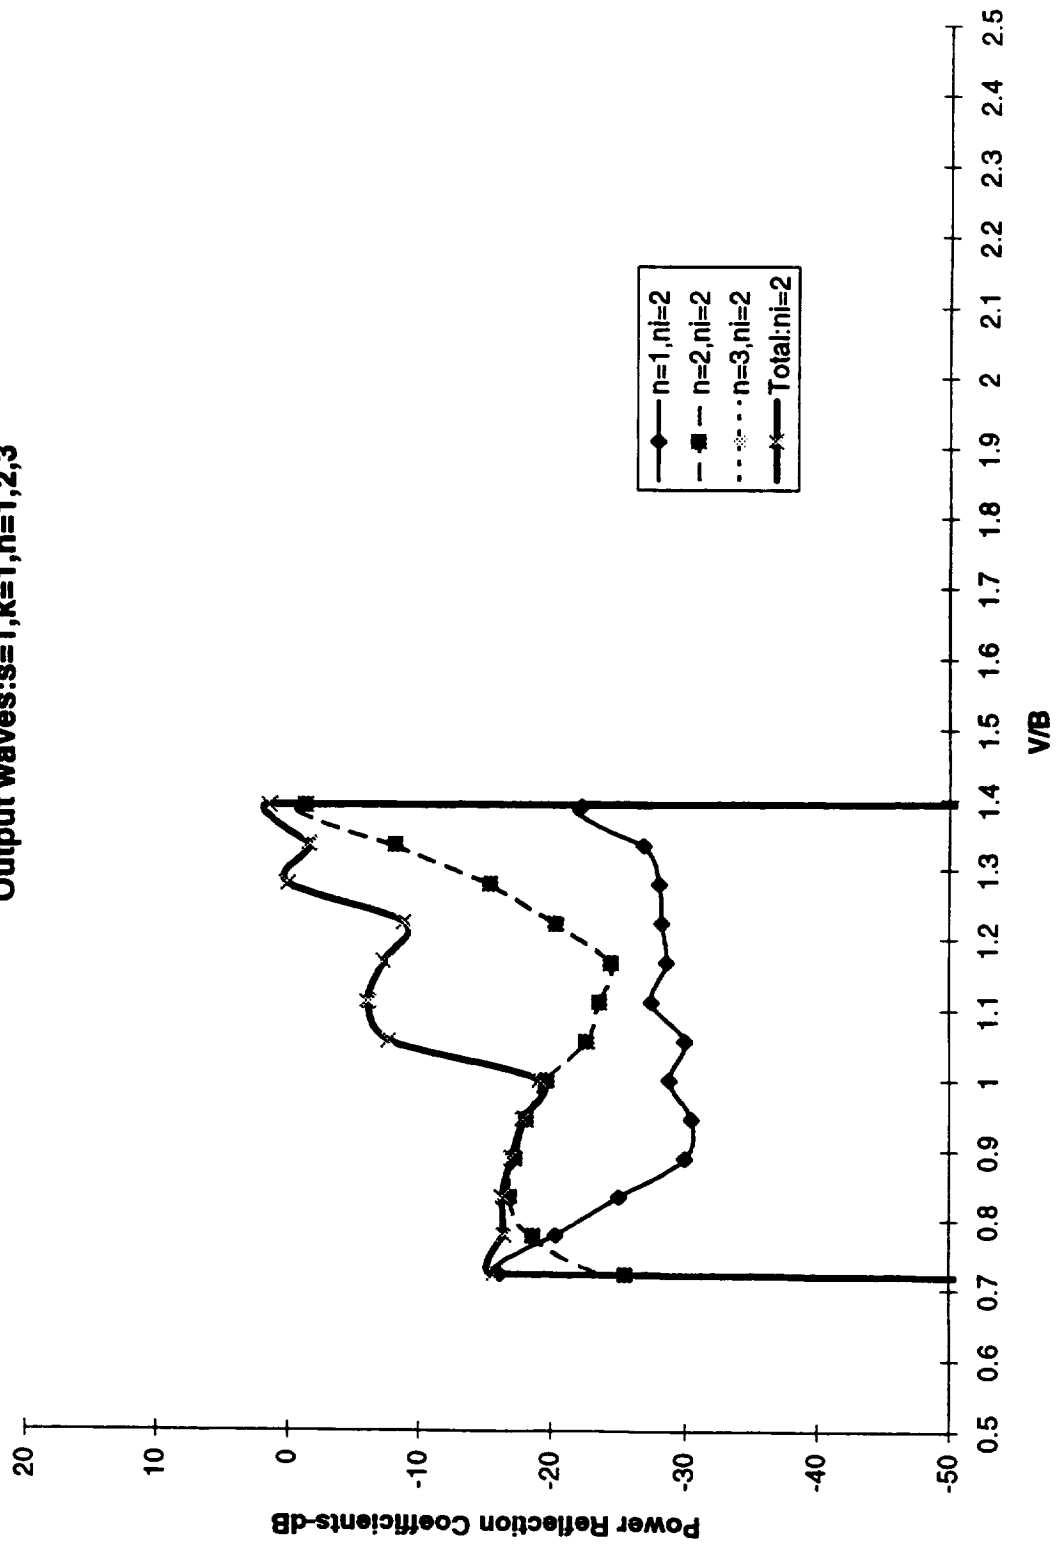 Output waves:s=1,k=1,n=1,2,3
Power Reflection Coefficients-dB
20
10
0
-10
-20
-30
-40
-50
n=1,ni=2
n=2,ni=2
n=3,ni=2
Total:ni=2
0.5 0.6 0.7 0.8 0.9 1 1.1 1.2 1.3 1.4 1.5 1.6 1.7 1.8 1.9 2 2.1 2.2 2.3 2.4 2.5
V/B